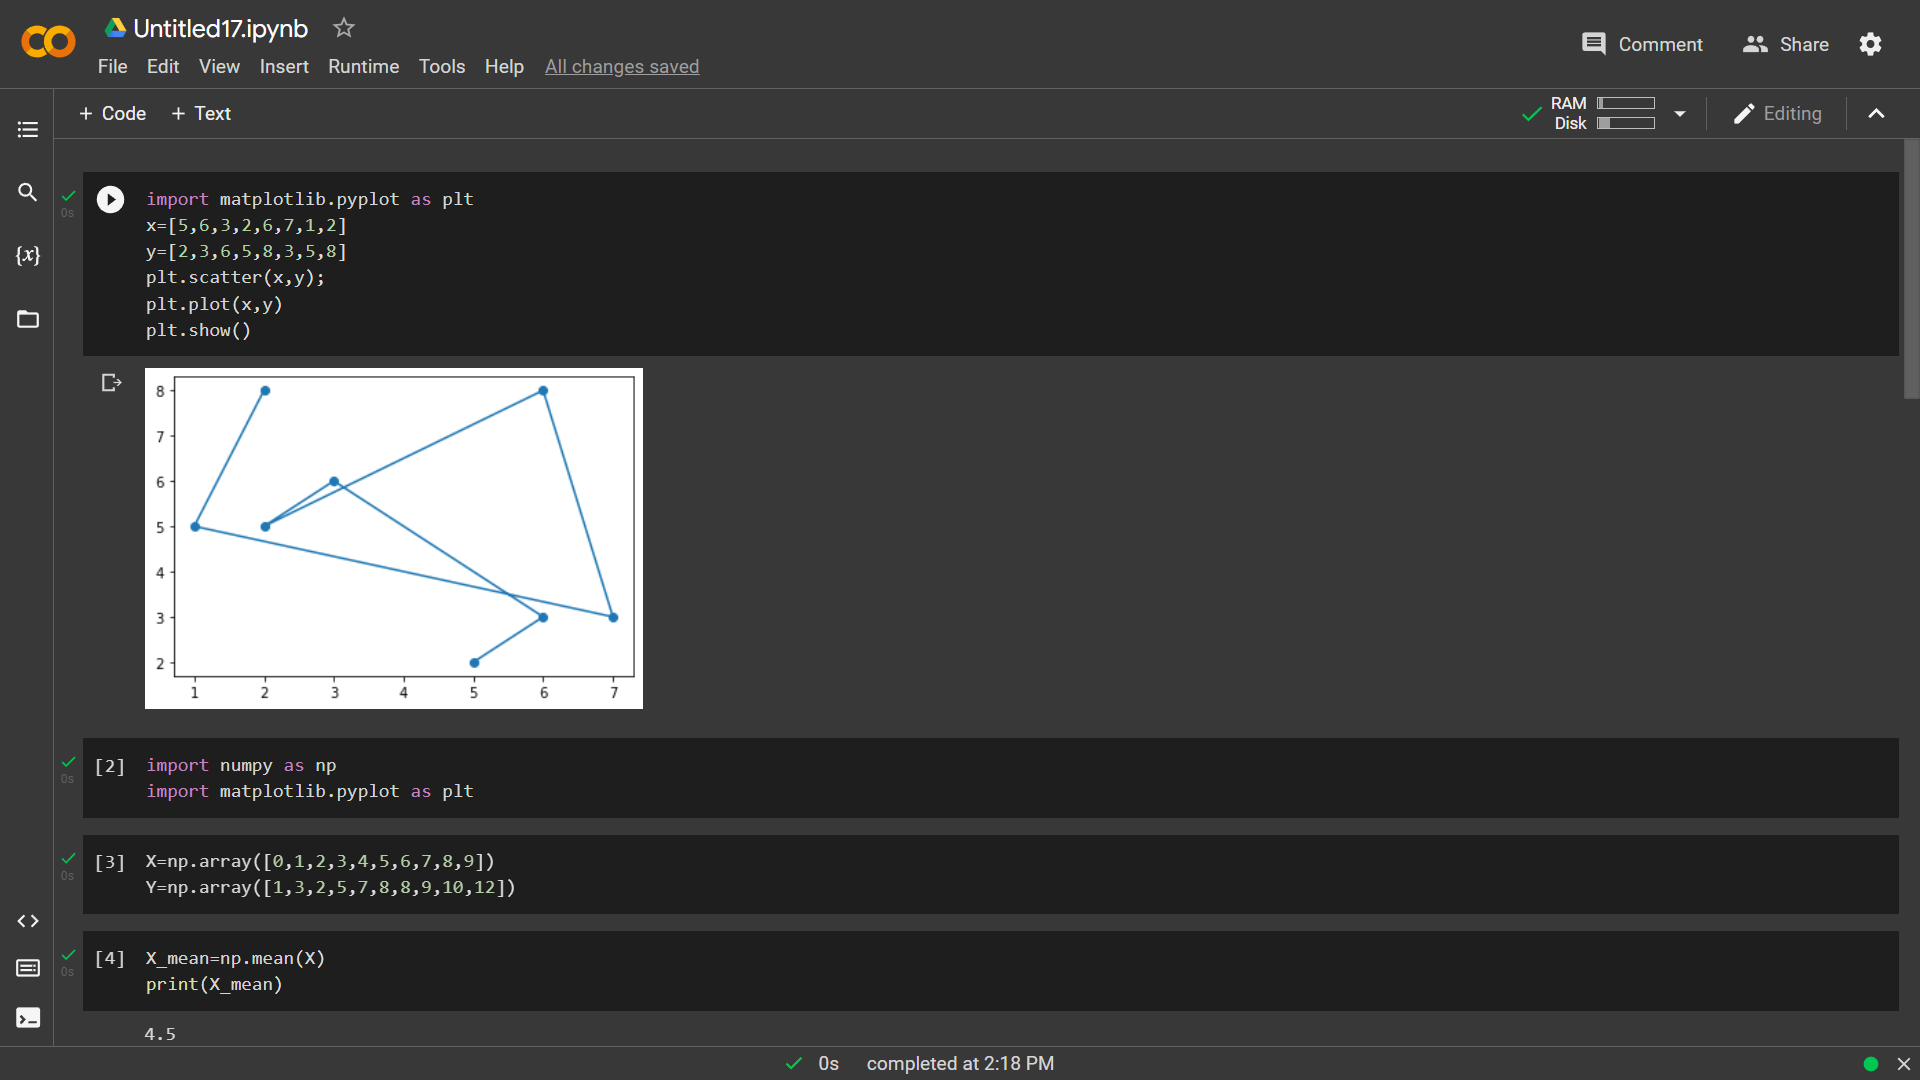 Untitled17.ipynb
File Edit View Insert Runtime Tools Help All changes saved
Comment Share
+ Code + Text
RAM
Disk
Editing
{x}
0s
import matplotlib.pyplot as plt
x=[5,6,3,2,6,7,1,2]
y=[2,3,6,5,8,3,5,8]
plt.scatter(x,y);
plt.plot(x,y)
plt.show()
8
7
6
5
4
3
2
1 2 3 4 5 6 7
0s
[2] import numpy as np
import matplotlib.pyplot as plt
0s
[3] X=np.array([0,1,2,3,4,5,6,7,8,9])
Y=np.array([1,3,2,5,7,8,8,9,10,12])
0s
[4] X_mean=np.mean(X)
print(X_mean)
4.5
0s completed at 2:18 PM